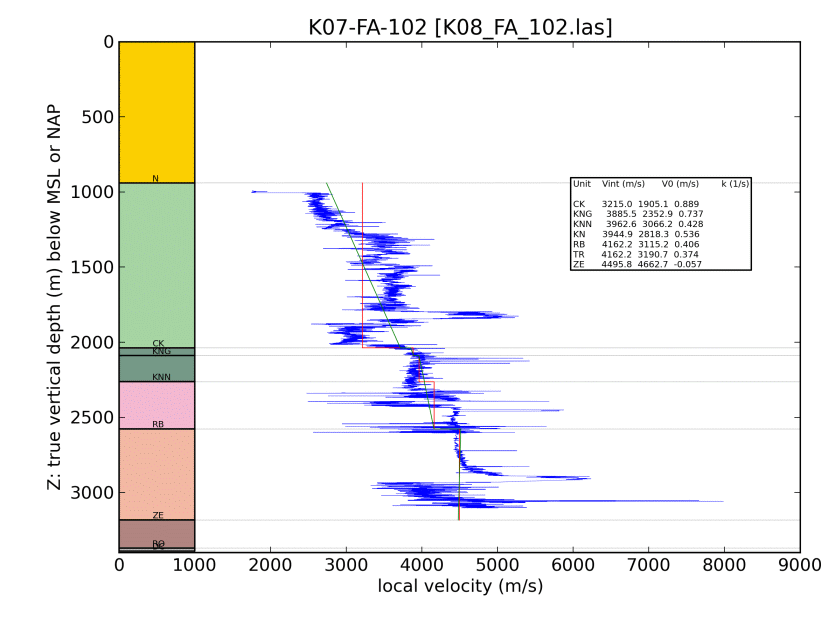 K07-FA-102 [K08_FA_102.las]
Z: true vertical depth (m) below MSL or NAP
0
500
1000
1500
2000
2500
3000
N
CK
KNG
KNN
RB
ZE
RO
Unit Vint (m/s) V0 (m/s) k (1/s)
CK 3215.0 1905.1 0.889
KNG 3885.5 2352.9 0.737
KNN 3962.6 3066.2 0.428
KN 3944.9 2818.3 0.536
RB 4162.2 3115.2 0.406
TR 4162.2 3190.7 0.374
ZE 4495.8 4662.7 -0.057
0 1000 2000 3000 4000 5000 6000 7000 8000 9000
local velocity (m/s)